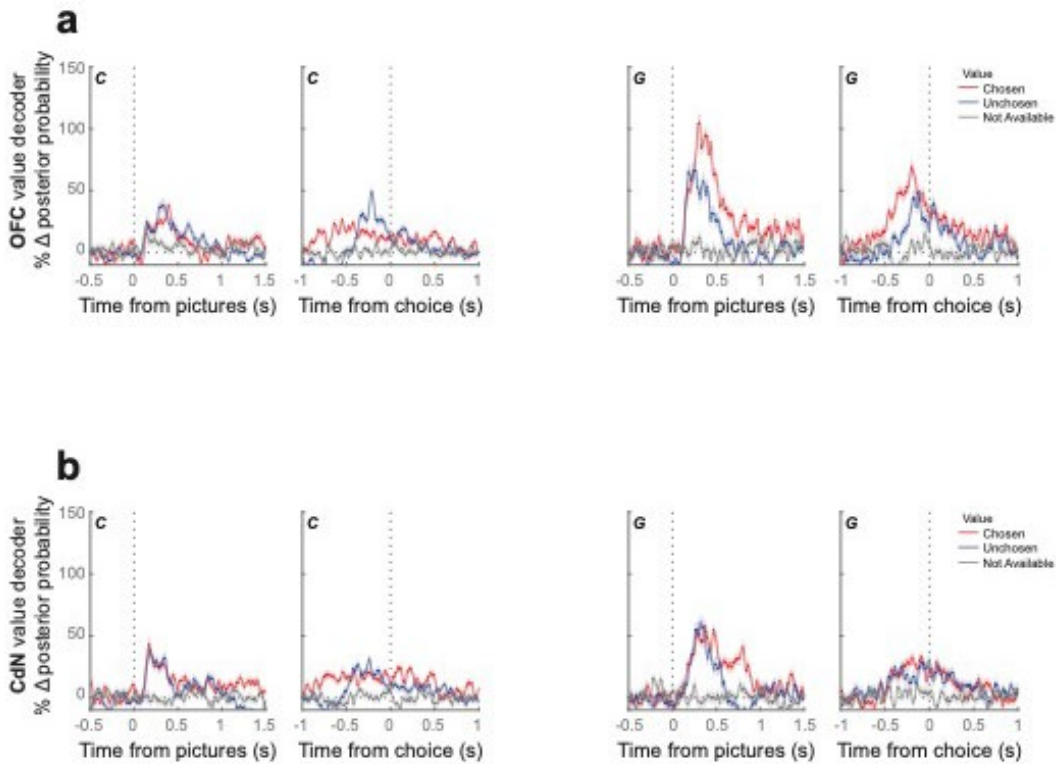 a
OFC value decoder
% Δ posterior probability
150
100
50
0
C
-0.5 0 0.5 1 1.5
Time from pictures (s)
C
-1 -0.5 0 0.5 1
Time from choice (s)
G
-0.5 0 0.5 1 1.5
Time from pictures (s)
G
-1 -0.5 0 0.5 1
Time from choice (s)
Value
Chosen
Unchosen
Not Available
b
CdN value decoder
% Δ posterior probability
150
100
50
0
C
-0.5 0 0.5 1 1.5
Time from pictures (s)
C
-1 -0.5 0 0.5 1
Time from choice (s)
G
-0.5 0 0.5 1 1.5
Time from pictures (s)
G
-1 -0.5 0 0.5 1
Time from choice (s)
Value
Chosen
Unchosen
Not Available